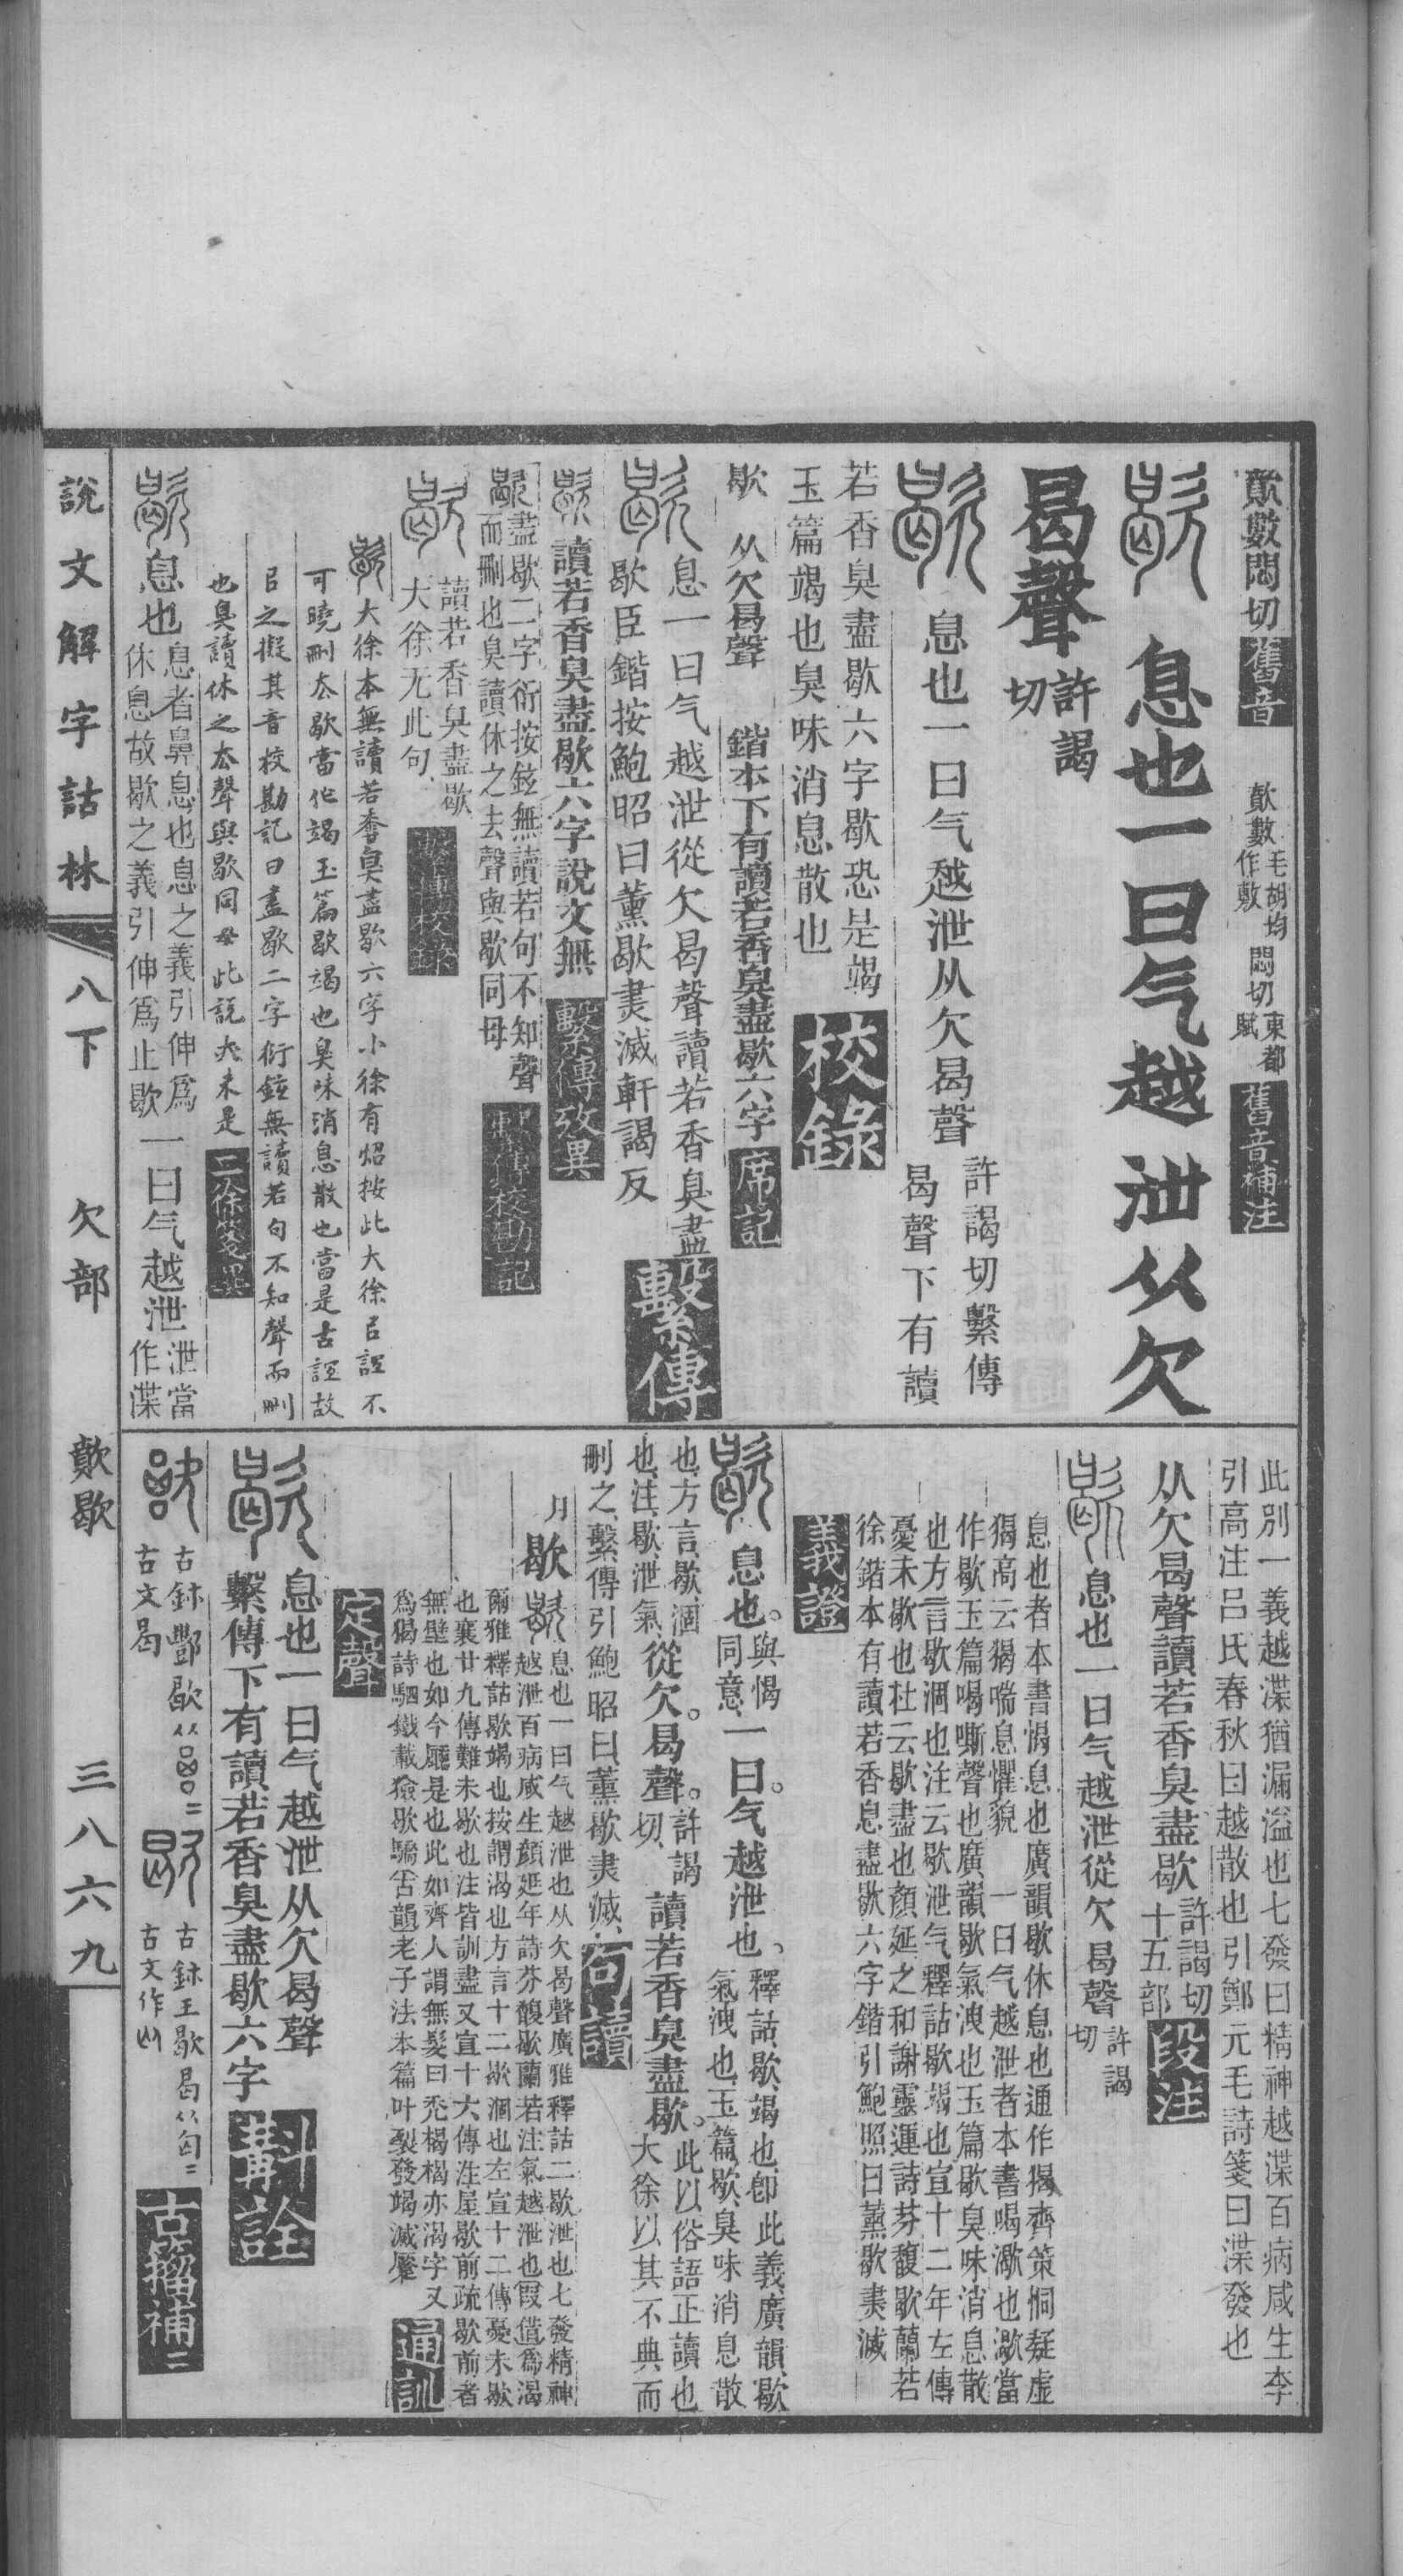 歕數悶切 舊音 歕數毛胡均作敷 悶切東都賦 舊音補注
歇 息也一曰气越泄从欠
曷聲許謁切
歇 息也一曰气越泄从欠曷聲許謁切繫傳曷聲下有讀
若香臭盡歇六字歇恐是竭
玉篇竭也臭味消息散也 校錄
歇 从欠曷聲 鍇本下有讀若香臭盡歇六字 席記
歇 息一曰气越泄從欠曷聲讀若香臭盡
歇臣鍇按鮑昭曰薰歇烖滅軒謁反 繫傳
歇 讀若香臭盡歇六字說文無 繫傳攷異
歇 盡歇二字衍按鉉無讀若句不知聲
而刪也臭讀休之去聲與歇同母 繫傳校勘記
歇 讀若香臭盡歇
大徐无此句 繫傳校錄
歇 大徐本無讀若香臭盡歇六字小徐有炤按此大徐㠯語不
可曉刪厺歇當作竭玉篇歇竭也臭味消息散也當是古語故
㠯之擬其音校勘記曰盡歇二字衍鉉無讀若句不知聲而刪
也臭讀休之厺聲與歇同母此說大未是 二徐箋異
歇 息也息者鼻息也息之義引伸爲休息故歇之義引伸爲止歇一曰气越泄泄當作渫
此別一義越渫猶漏溢也七發曰精神越渫百病咸生李
引高注呂氏春秋曰越散也引鄭元毛詩箋曰渫發也
从欠曷聲讀若香臭盡歇許謁切十五部 段注
歇 息也一曰气越泄從欠曷聲許謁切
息也者本書愒息也廣韻歇休息也通作猲齊策恫疑虛
猲高云猲喘息懼貌 一曰气越泄者本書喝㵣也㵣當
作歇玉篇喝嘶聲也廣韻歇氣洩也玉篇歇臭味消息散
也方言歇涸也注云歇泄气釋詁歇竭也宣十二年左傳
憂未歇也杜云歇盡也顏延之和謝靈運詩芬馥歇蘭若
徐鍇本有讀若香息盡歇六字鍇引鮑照曰薰歇烖滅
義證
歇 息也。與愒同意、一曰。气越泄也、釋詁、歇、竭也、卽此義、廣韻、歇氣洩也、玉篇、歇、臭味消息散
也、方言、歇、涸也、注、歇、泄氣、從欠。曷聲。許謁切、讀若香臭盡歇。此以俗語正讀也大徐以其不典而
刪之、繫傳引鮑昭曰、薰歇烖滅、 句讀
月 歇 息也一曰气越泄也从欠曷聲廣雅釋詁二歇泄也七發精神
越泄百病咸生顏延年詩芬馥歇蘭若注氣越泄也叚借爲渴
爾雅釋詁歇竭也按謂渴也方言十二歇涸也左宣十二傳憂未歇
也襄廿九傳難未歇也注皆訓盡又宣十六傳注屋歇前疏歇前者
無壁也如今廳是也此如齊人謂無髮曰禿楬楬亦渴字又
爲猲詩駟鐵載獫歇驕古韻老子法本篇叶裂發竭滅蹷 通訓
定聲
歇 息也一曰气越泄从欠曷聲
繫傳下有讀若香臭盡歇六字 斠詮
古鉨酆歇从 古文曷 古鉨王歇曷从匃 古文作 古籀補二
說文解字詁林 八下 欠部 歕歇 三八六九